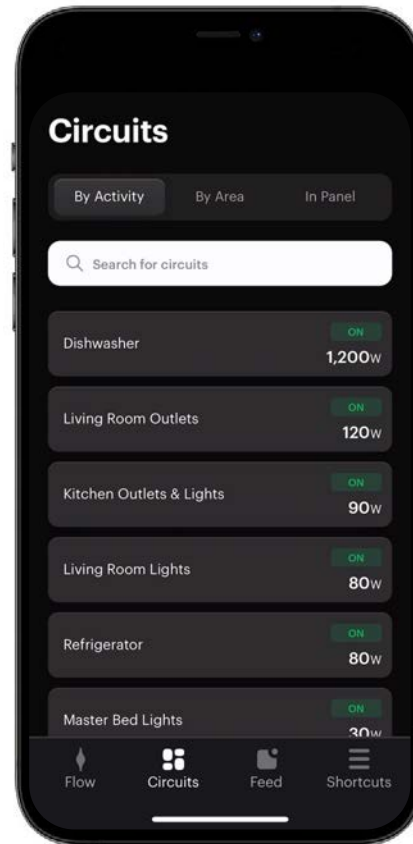 Circuits
By Activity By Area In Panel
Search for circuits
ON
Dishwasher
1,200W
ON
Living Room Outlets
120W
ON
Kitchen Outlets & Lights
90W
ON
Living Room Lights
80W
ON
Refrigerator
80W
ON
Master Bed Lights
30W
Flow Circuits Feed Shortcuts